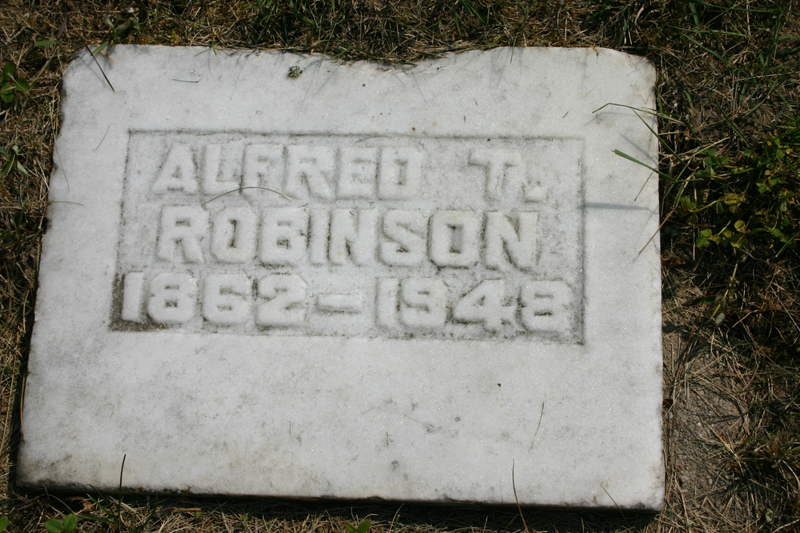 ALFRED T.
ROBINSON
1862-1948